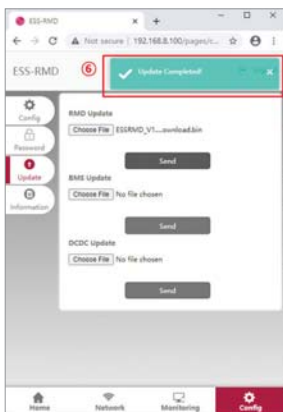 ESS-RMD
Not secure | 192.168.8.100/pages/c...
ESS-RMD
⑥
Update Completed!
Config
Password
Update
Information
RMD Update
Choose File ESSRMD_V1....ownload.bin
Send
BMS Update
Choose File No file chosen
Send
DCDC Update
Choose File No file chosen
Send
Home
Network
Monitoring
Config